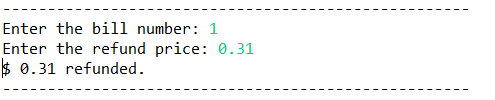 -----------------------------------------------------
Enter the bill number: 1
Enter the refund price: 0.31
$ 0.31 refunded.
-----------------------------------------------------